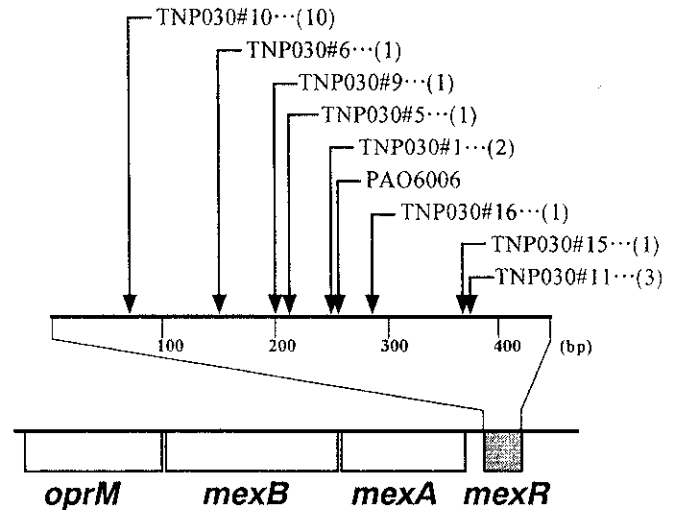 TNP030#10···(10)
TNP030#6···(1)
TNP030#9···(1)
TNP030#5···(1)
TNP030#1···(2)
PAO6006
TNP030#16···(1)
TNP030#15···(1)
TNP030#11···(3)
100 200 300 400 (bp)
oprM mexB mexA mexR